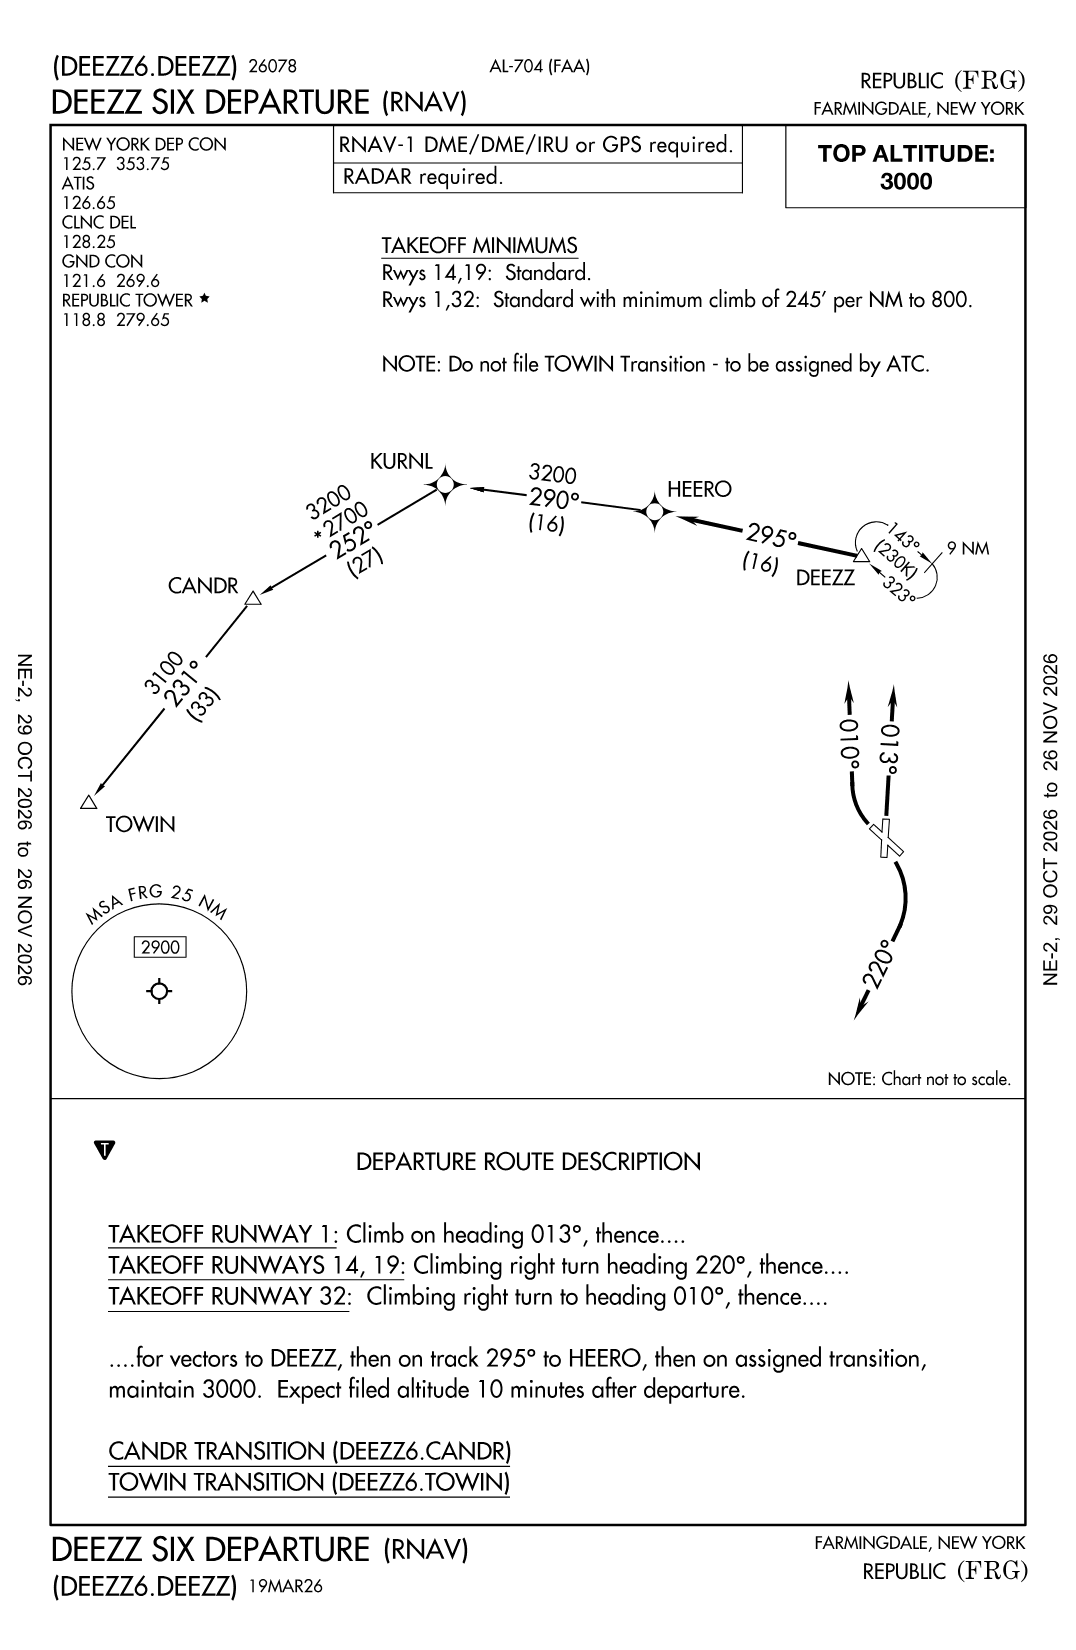 (DEEZZ6.DEEZZ) 26078
AL-704 (FAA)
REPUBLIC (FRG)
DEEZZ SIX DEPARTURE (RNAV)
FARMINGDALE, NEW YORK
NEW YORK DEP CON
125.7 353.75
ATIS
126.65
CLNC DEL
128.25
GND CON
121.6 269.6
REPUBLIC TOWER ★
118.8 279.65
RNAV-1 DME/DME/IRU or GPS required.
RADAR required.
TOP ALTITUDE:
3000
TAKEOFF MINIMUMS
Rwys 14,19: Standard.
Rwys 1,32: Standard with minimum climb of 245' per NM to 800.
NOTE: Do not file TOWIN Transition - to be assigned by ATC.
KURNL
3200
290°
(16)
HEERO
3200
*2700
252°
(27)
295°
(16)
DEEZZ
143°
(230K)
323°
9 NM
CANDR
3100
231°
(33)
TOWIN
010°
013°
220°
MSA FRG 25 NM
2900
NOTE: Chart not to scale.
NE-2, 29 OCT 2026 to 26 NOV 2026
NE-2, 29 OCT 2026 to 26 NOV 2026
T
DEPARTURE ROUTE DESCRIPTION
TAKEOFF RUNWAY 1: Climb on heading 013°, thence....
TAKEOFF RUNWAYS 14, 19: Climbing right turn heading 220°, thence....
TAKEOFF RUNWAY 32: Climbing right turn to heading 010°, thence....
....for vectors to DEEZZ, then on track 295° to HEERO, then on assigned transition,
maintain 3000. Expect filed altitude 10 minutes after departure.
CANDR TRANSITION (DEEZZ6.CANDR)
TOWIN TRANSITION (DEEZZ6.TOWIN)
DEEZZ SIX DEPARTURE (RNAV)
FARMINGDALE, NEW YORK
(DEEZZ6.DEEZZ) 19MAR26
REPUBLIC (FRG)